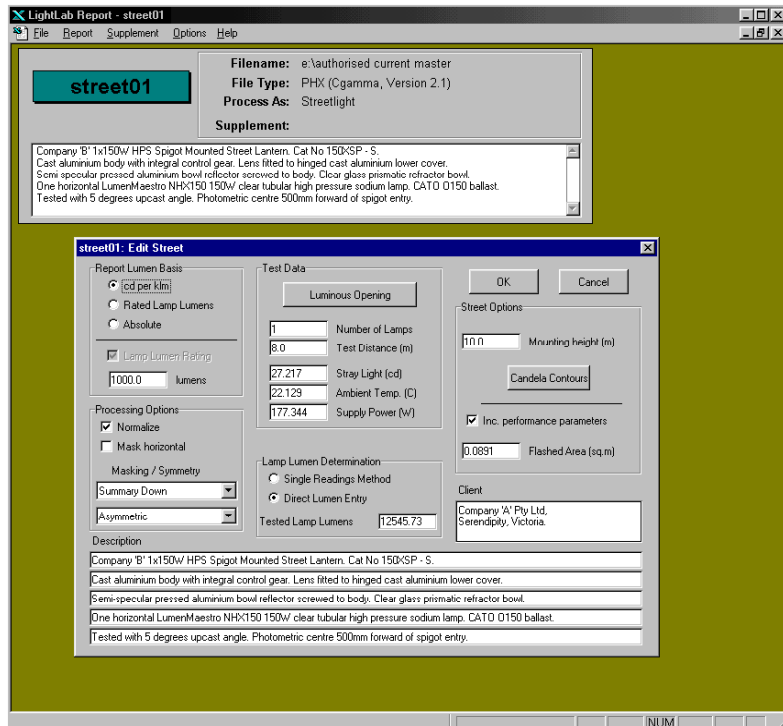 LightLab Report - street01
File Report Supplement Options Help
street01
Filename: e:\authorised current master
File Type: PHX (Cgamma, Version 2.1)
Process As: Streetlight
Supplement:
Company 'B' 1x150W HPS Spigot Mounted Street Lantern. Cat No 150XSP - S.
Cast aluminium body with integral control gear. Lens fitted to hinged cast aluminium lower cover.
Semi specular pressed aluminium bowl reflector screwed to body. Clear glass prismatic refractor bowl.
One horizontal LumenMaestro NHX150 150W clear tubular high pressure sodium lamp. CATO O150 ballast.
Tested with 5 degrees upcast angle. Photometric centre 500mm forward of spigot entry.
street01: Edit Street
Report Lumen Basis
cd per klm
Rated Lamp Lumens
Absolute
Lamp Lumen Rating
1000.0 lumens
Processing Options
Normalize
Mask horizontal
Masking / Symmetry
Summary Down
Asymmetric
Test Data
Luminous Opening
1 Number of Lamps
8.0 Test Distance (m)
27.217 Stray Light (cd)
22.129 Ambient Temp. (C)
177.344 Supply Power (W)
Lamp Lumen Determination
Single Readings Method
Direct Lumen Entry
Tested Lamp Lumens 12545.73
OK Cancel
Street Options
10.0 Mounting height (m)
Candela Contours
Inc. performance parameters
0.0891 Flashed Area (sq.m)
Client
Company 'A' Pty Ltd,
Serendipity, Victoria.
Description
Company 'B' 1x150W HPS Spigot Mounted Street Lantern. Cat No 150XSP - S.
Cast aluminium body with integral control gear. Lens fitted to hinged cast aluminium lower cover.
Semi-specular pressed aluminium bowl reflector screwed to body. Clear glass prismatic refractor bowl.
One horizontal LumenMaestro NHX150 150W clear tubular high pressure sodium lamp. CATO O150 ballast.
Tested with 5 degrees upcast angle. Photometric centre 500mm forward of spigot entry.
NUM